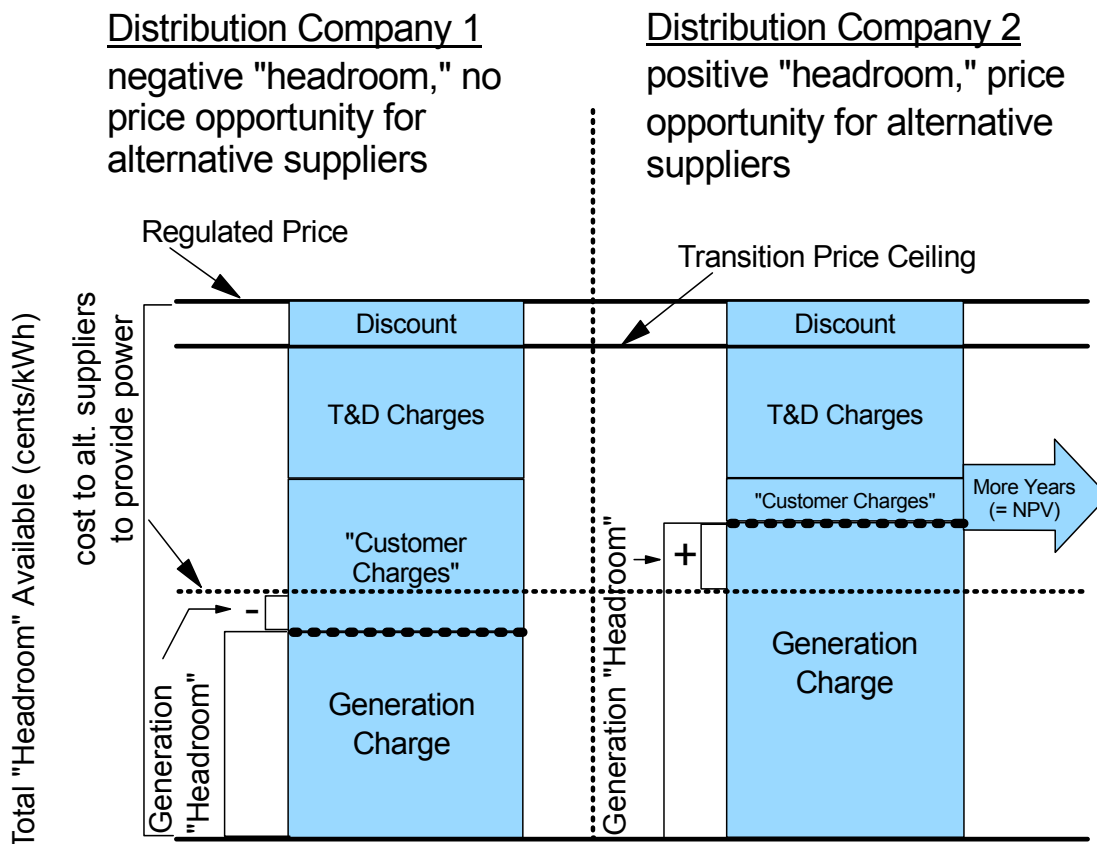 Distribution Company 1
negative "headroom," no
price opportunity for
alternative suppliers
Distribution Company 2
positive "headroom," price
opportunity for alternative
suppliers
Regulated Price
Transition Price Ceiling
Total "Headroom" Available (cents/kWh)
cost to alt. suppliers
to provide power
Discount
T&D Charges
"Customer
Charges"
-
Generation
"Headroom"
Generation
Charge
Discount
T&D Charges
"Customer Charges"
More Years
(= NPV)
+
Generation "Headroom"
Generation
Charge